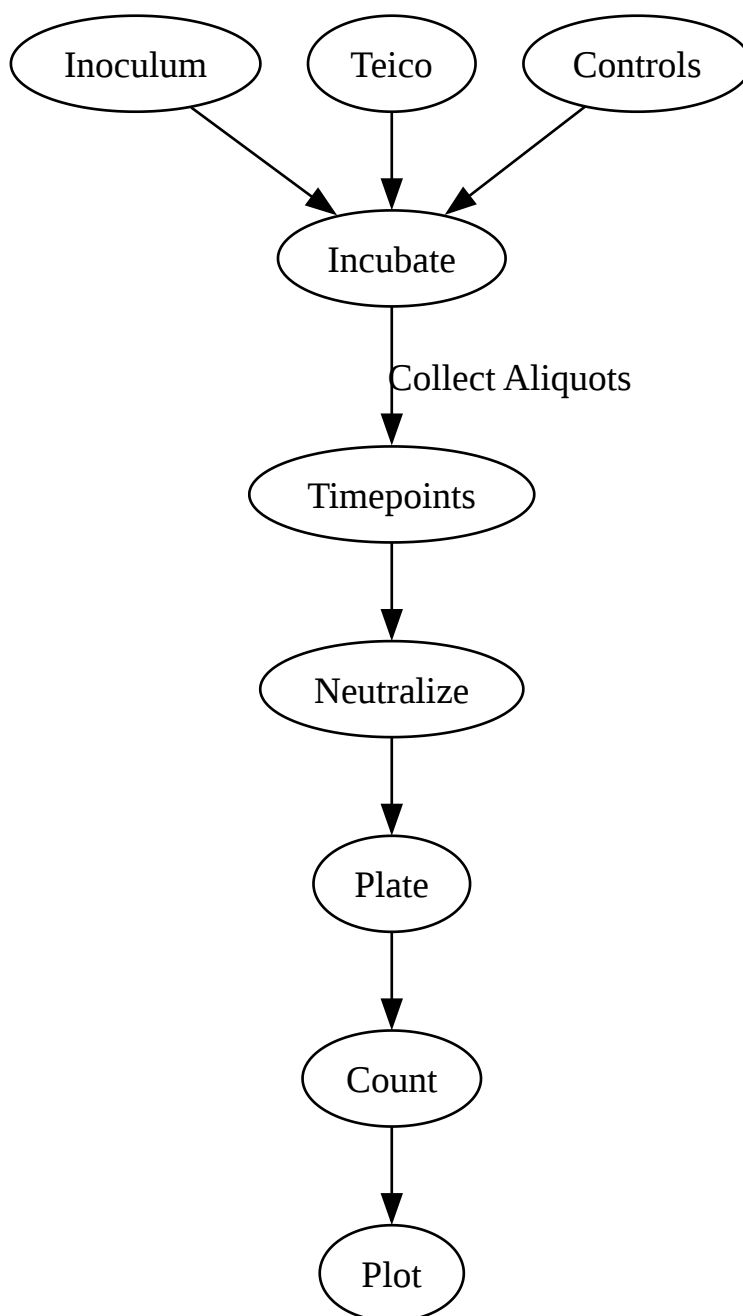 Inoculum
Teico
Controls
Incubate
Collect Aliquots
Timepoints
Neutralize
Plate
Count
Plot